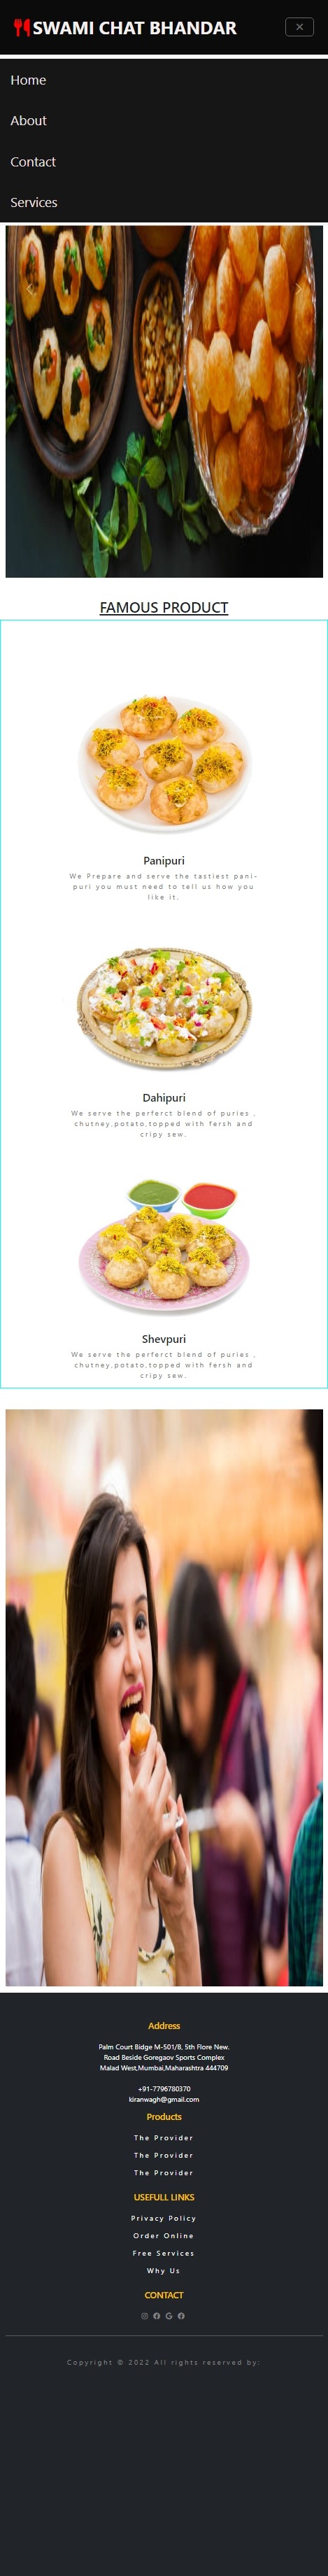 SWAMI CHAT BHANDAR
Home
About
Contact
Services
FAMOUS PRODUCT
Panipuri
We Prepare and serve the tastiest pani-
puri you must need to tell us how you
like it.
Dahipuri
We serve the perferct blend of puries ,
chutney,potato,topped with fersh and
cripy sew.
Shevpuri
We serve the perferct blend of puries ,
chutney,potato,topped with fersh and
cripy sew.
Address
Palm Court Bidge M-501/B, 5th Flore New.
Road Beside Goregaov Sports Complex
Malad West,Mumbai,Maharashtra 444709
+91-7796780370
kiranwagh@gmail.com
Products
The Provider
The Provider
The Provider
USEFULL LINKS
Privacy Policy
Order Online
Free Services
Why Us
CONTACT
Copyright © 2022 All rights reserved by: